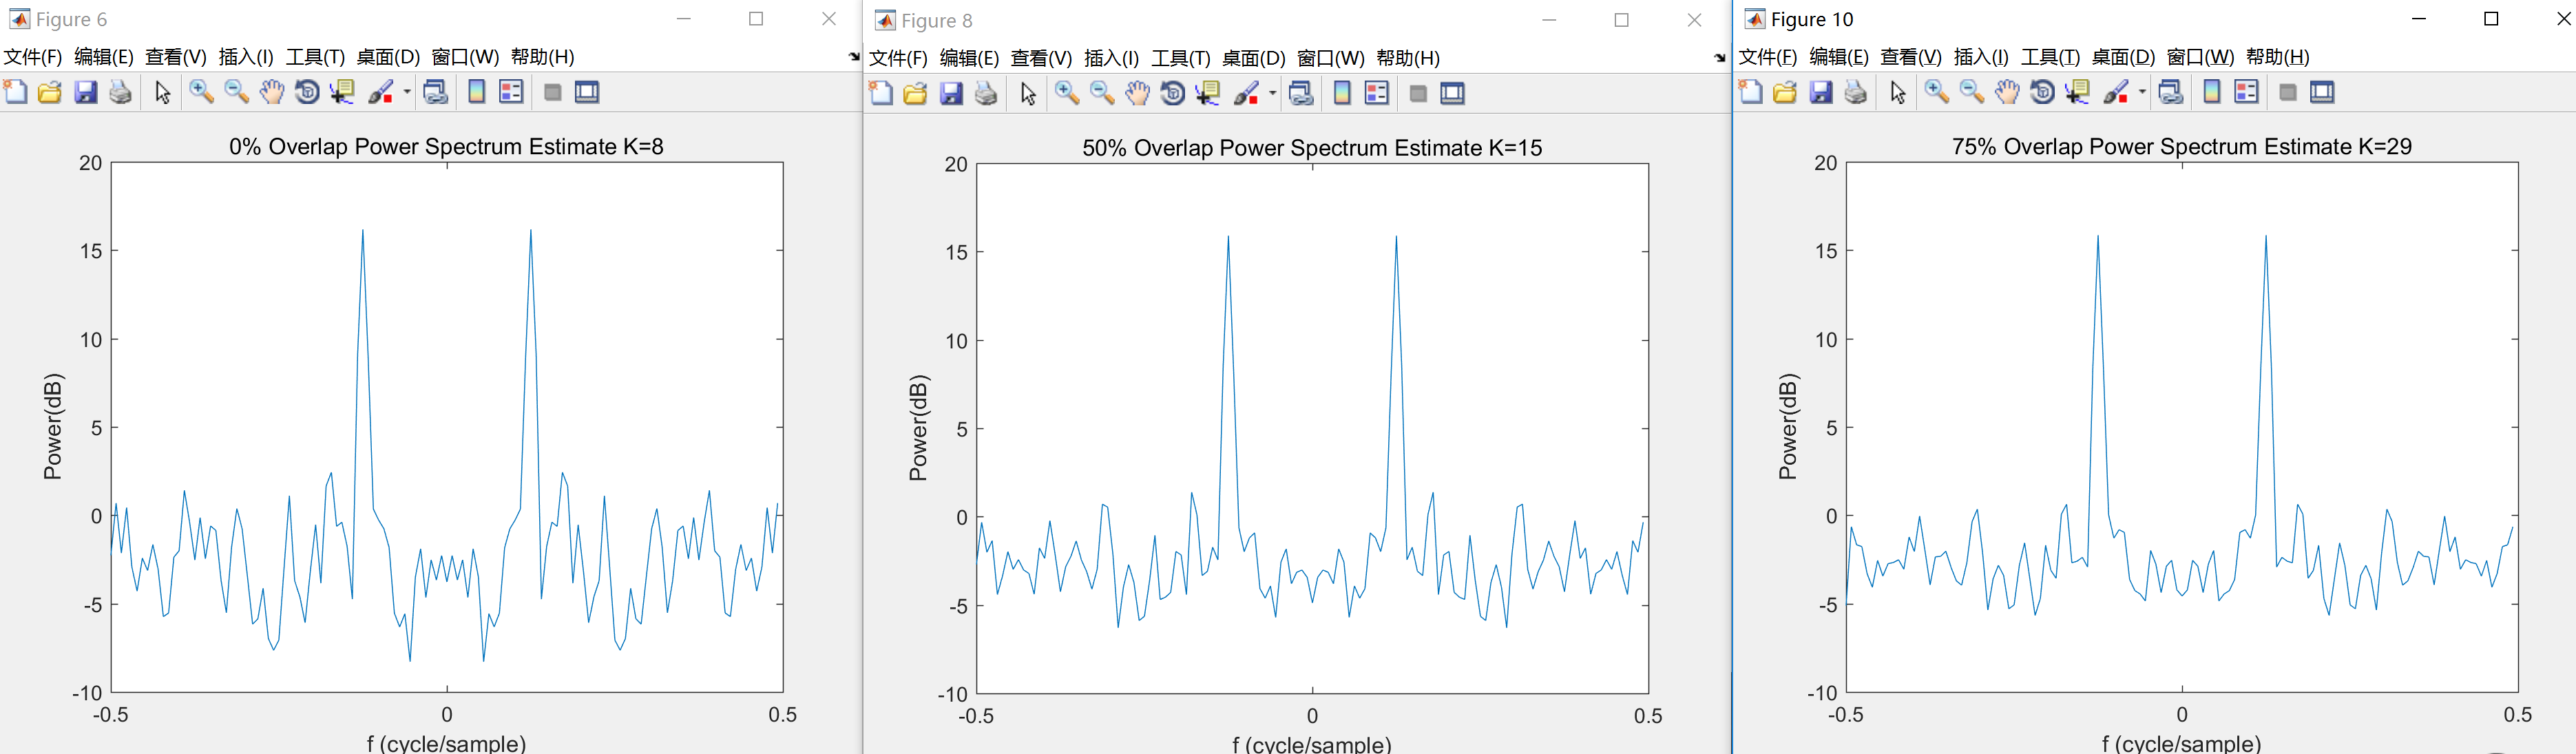 Figure 6
文件(F) 编辑(E) 查看(V) 插入(I) 工具(T) 桌面(D) 窗口(W) 帮助(H)
0% Overlap Power Spectrum Estimate K=8
20
15
10
5
0
-5
-10
Power(dB)
-0.5 0 0.5
f (cycle/sample)
Figure 8
文件(F) 编辑(E) 查看(V) 插入(I) 工具(T) 桌面(D) 窗口(W) 帮助(H)
50% Overlap Power Spectrum Estimate K=15
20
15
10
5
0
-5
-10
Power(dB)
-0.5 0 0.5
f (cycle/sample)
Figure 10
文件(F) 编辑(E) 查看(V) 插入(I) 工具(T) 桌面(D) 窗口(W) 帮助(H)
75% Overlap Power Spectrum Estimate K=29
20
15
10
5
0
-5
-10
Power(dB)
-0.5 0 0.5
f (cycle/sample)